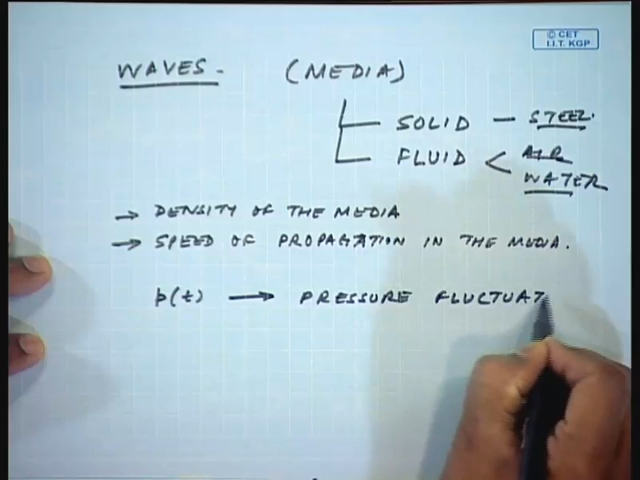 © CET
I.I.T. KGP
WAVES. (MEDIA)
SOLID — STEEL.
FLUID < AIR
WATER
→ DENSITY OF THE MEDIA
→ SPEED OF PROPAGATION IN THE MEDIA.
p(t) → PRESSURE FLUCTUAT